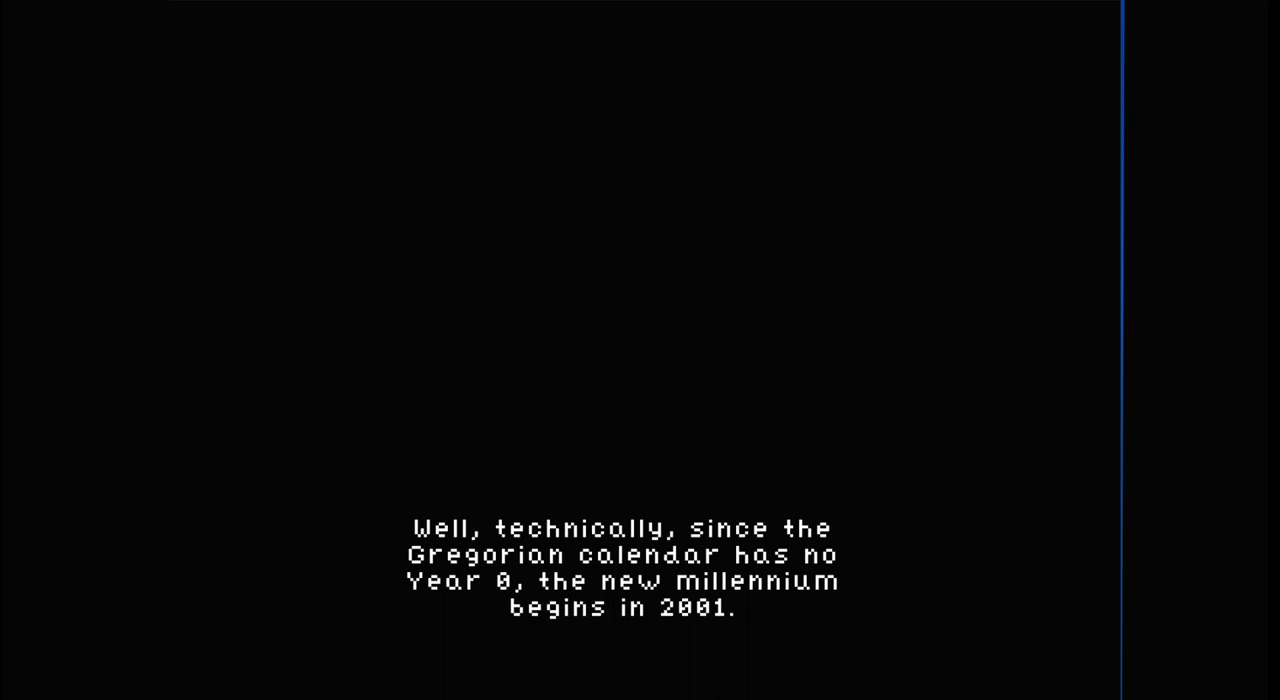 Well, technically, since the
Gregorian calendar has no
Year 0, the new millennium
begins in 2001.